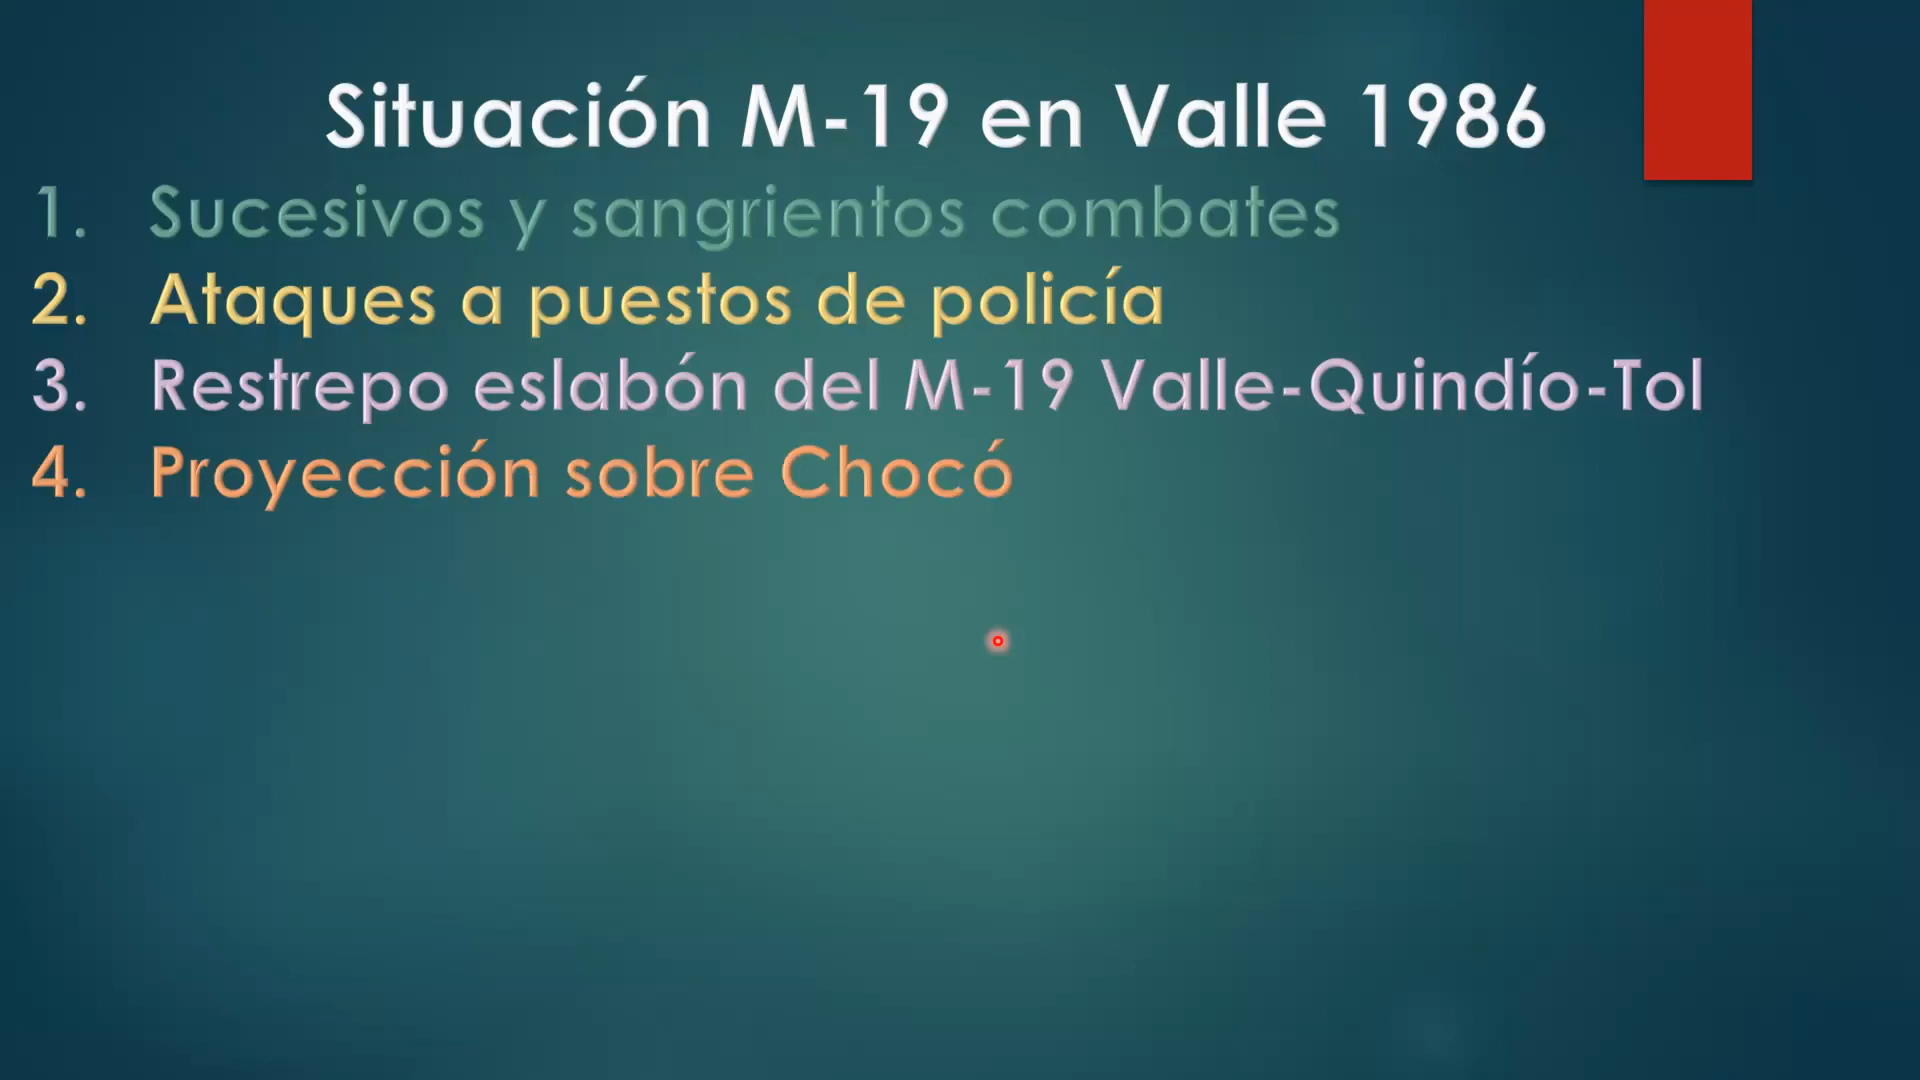 Situación M-19 en Valle 1986
1. Sucesivos y sangrientos combates
2. Ataques a puestos de policía
3. Restrepo eslabón del M-19 Valle-Quindío-Tol
4. Proyección sobre Chocó